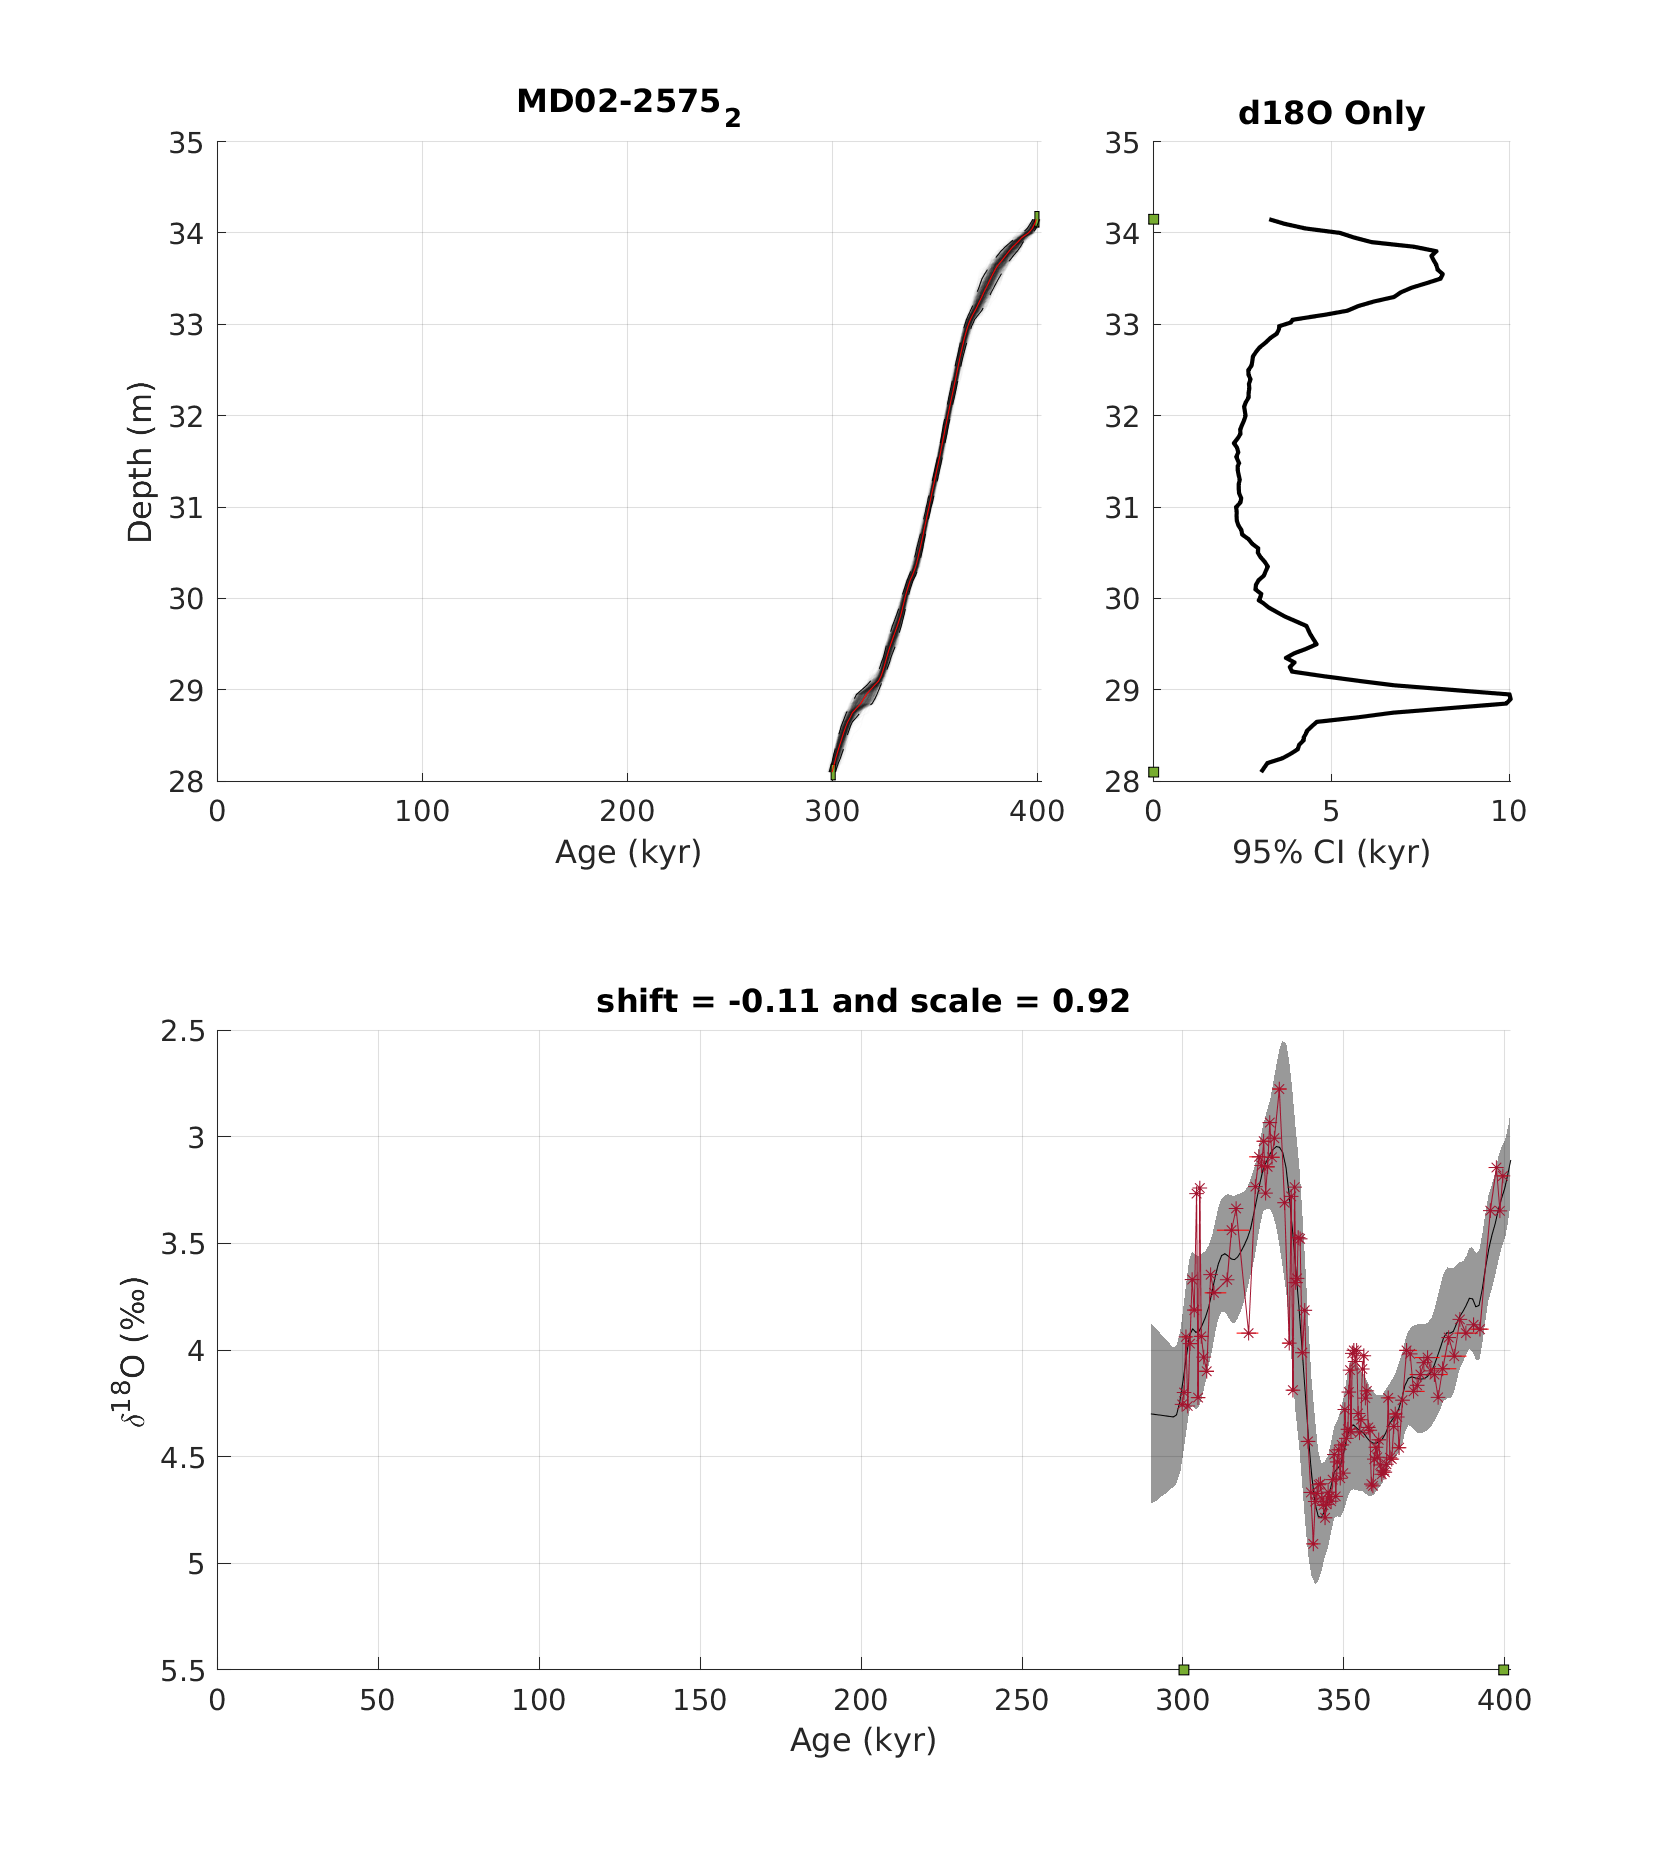 MD02-2575₂
d18O Only
35
34
33
32
31
30
29
28
Depth (m)
0 100 200 300 400
Age (kyr)
35
34
33
32
31
30
29
28
0 5 10
95% CI (kyr)
shift = -0.11 and scale = 0.92
2.5
3
3.5
4
4.5
5
5.5
δ¹⁸O (‰)
0 50 100 150 200 250 300 350 400
Age (kyr)